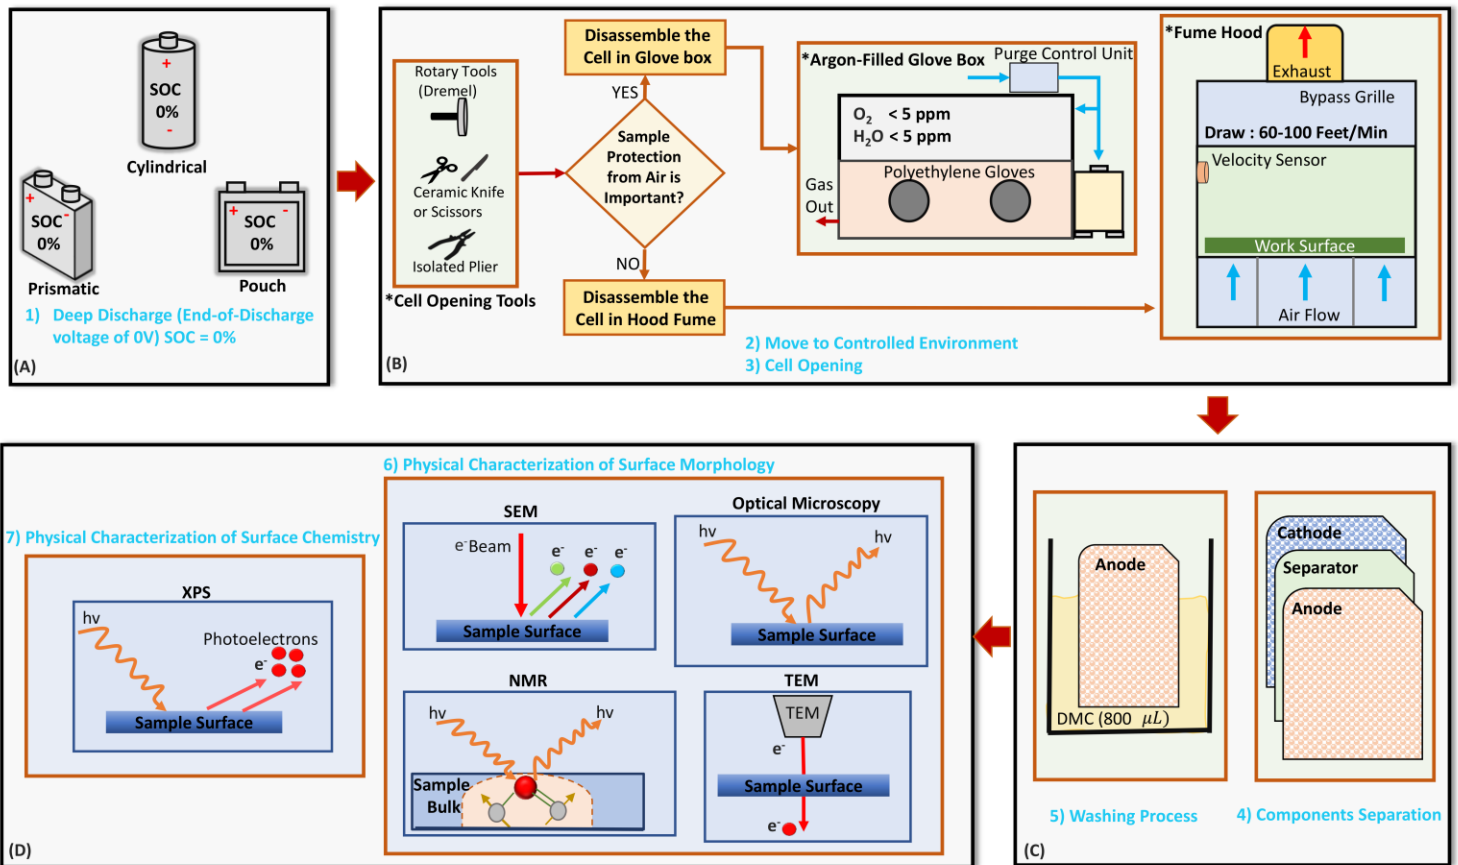 +
SOC
0%
-
Cylindrical
+
-
SOC
0%
Prismatic
+
-
SOC
0%
Pouch
1) Deep Discharge (End-of-Discharge
voltage of 0V) SOC = 0%
(A)
Rotary Tools
(Dremel)
Ceramic Knife
or Scissors
Isolated Plier
*Cell Opening Tools
Disassemble the
Cell in Glove box
YES
Sample
Protection
from Air is
Important?
NO
Disassemble the
Cell in Hood Fume
*Argon-Filled Glove Box
Purge Control Unit
O₂ < 5 ppm
H₂O < 5 ppm
Polyethylene Gloves
Gas
Out
2) Move to Controlled Environment
3) Cell Opening
*Fume Hood
Exhaust
Bypass Grille
Draw : 60-100 Feet/Min
Velocity Sensor
Work Surface
Air Flow
(B)
Cathode
Separator
Anode
4) Components Separation
Anode
DMC (800 μL)
5) Washing Process
(C)
6) Physical Characterization of Surface Morphology
SEM
e⁻ Beam
e⁻
e⁻
e⁻
Sample Surface
Optical Microscopy
hv
hv
Sample Surface
NMR
hv
hv
Sample
Bulk
TEM
TEM
e⁻
Sample Surface
e⁻
7) Physical Characterization of Surface Chemistry
XPS
hv
Photoelectrons
e⁻
Sample Surface
(D)